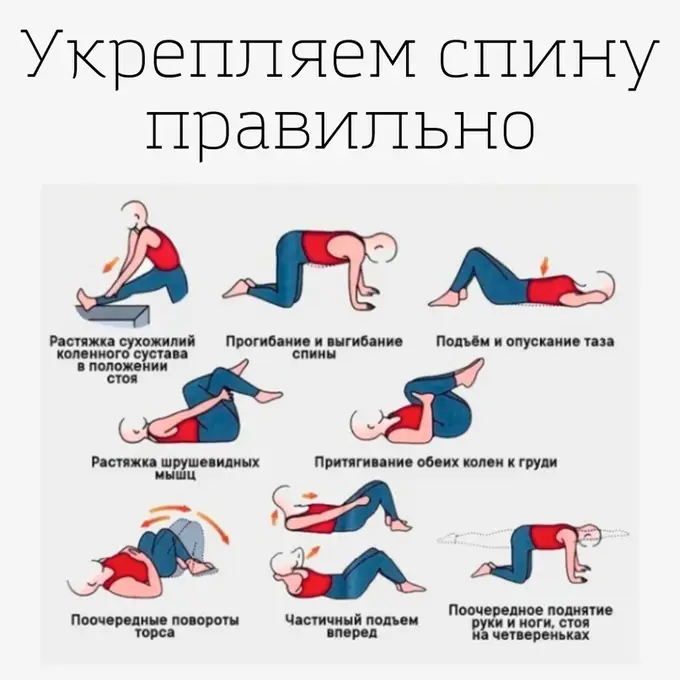 Укрепляем спину
правильно
Растяжка сухожилий
коленного сустава
в положении
стоя
Прогибание и выгибание
спины
Подъём и опускание таза
Растяжка шрушевидных
мышц
Притягивание обеих колен к груди
Поочередные повороты
торса
Частичный подъем
вперед
Поочередное поднятие
руки и ноги, стоя
на четвереньках